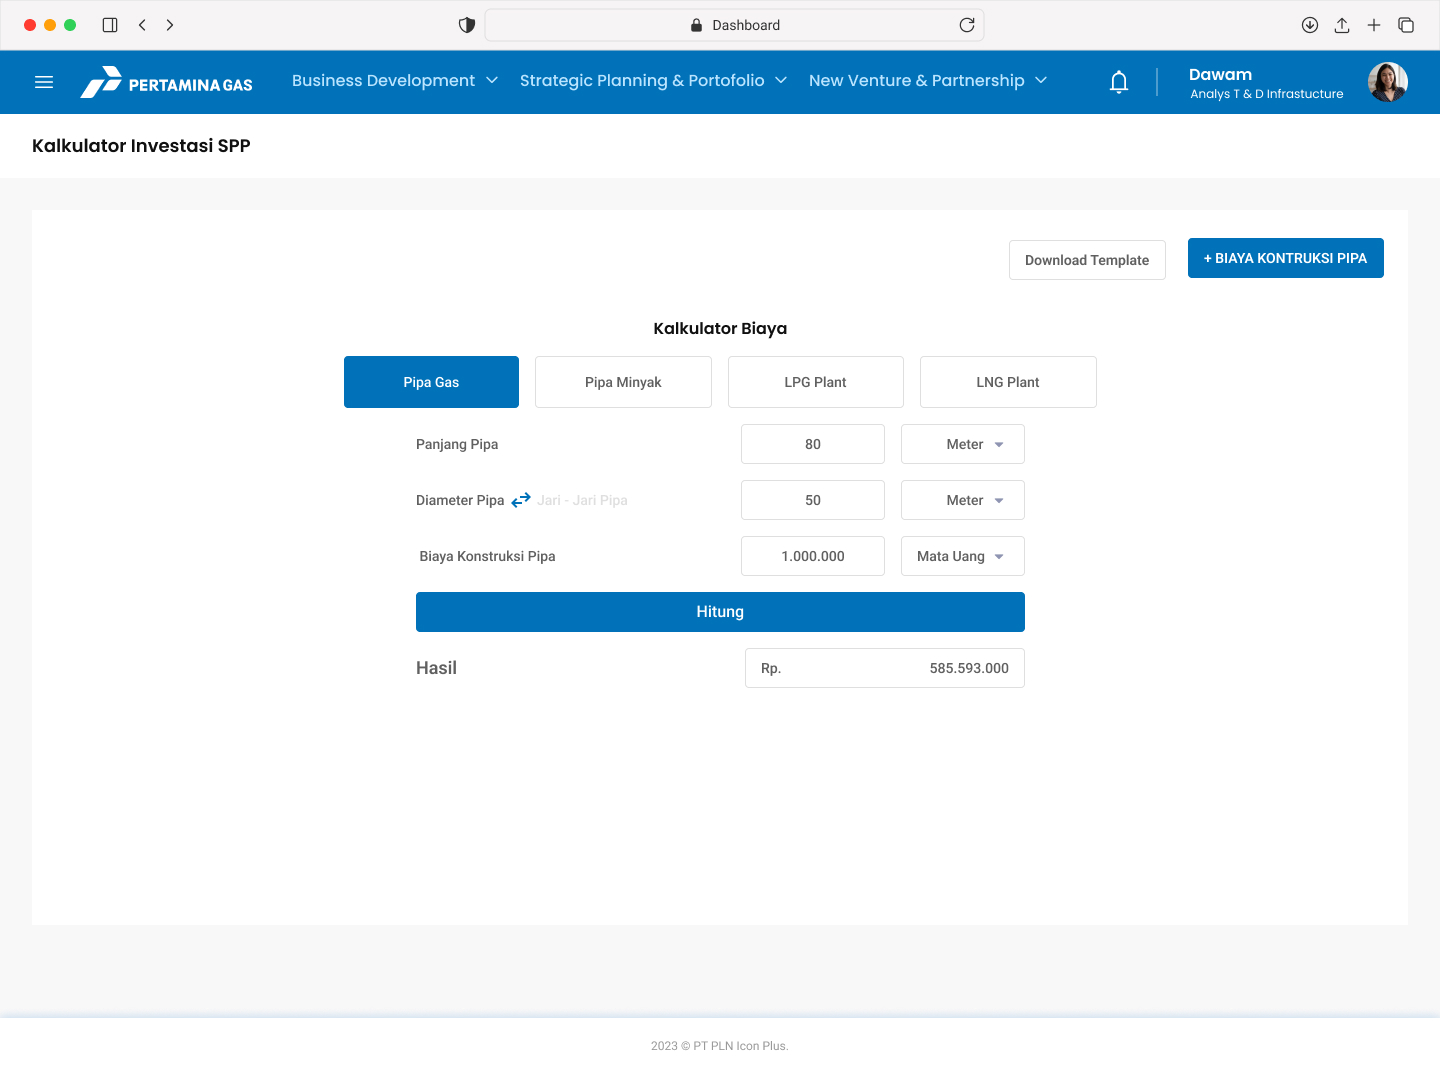 Dashboard
PERTAMINA GAS
Business Development
Strategic Planning & Portofolio
New Venture & Partnership
Dawam
Analys T & D Infrastucture
Kalkulator Investasi SPP
Download Template
+ BIAYA KONTRUKSI PIPA
Kalkulator Biaya
Pipa Gas
Pipa Minyak
LPG Plant
LNG Plant
Panjang Pipa
80
Meter
Diameter Pipa
Jari - Jari Pipa
50
Meter
Biaya Konstruksi Pipa
1.000.000
Mata Uang
Hitung
Hasil
Rp.
585.593.000
2023 © PT PLN Icon Plus.